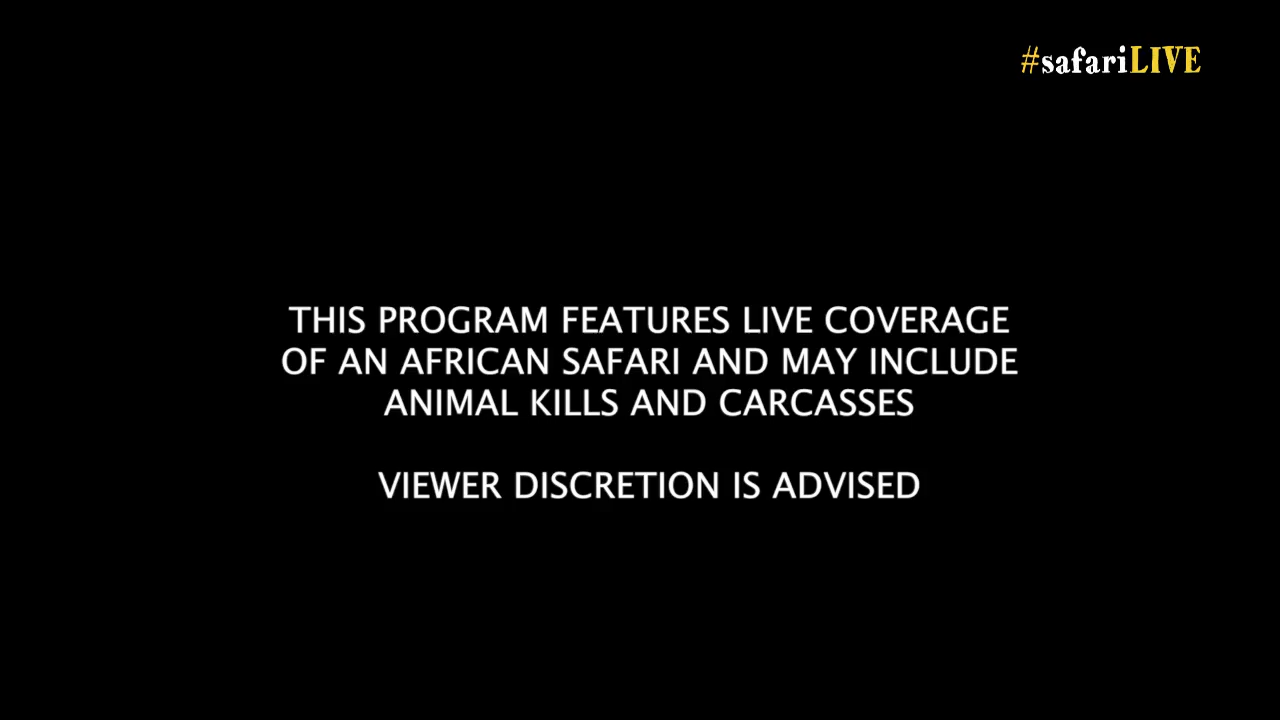 #safariLIVE
THIS PROGRAM FEATURES LIVE COVERAGE
OF AN AFRICAN SAFARI AND MAY INCLUDE
ANIMAL KILLS AND CARCASSES
VIEWER DISCRETION IS ADVISED